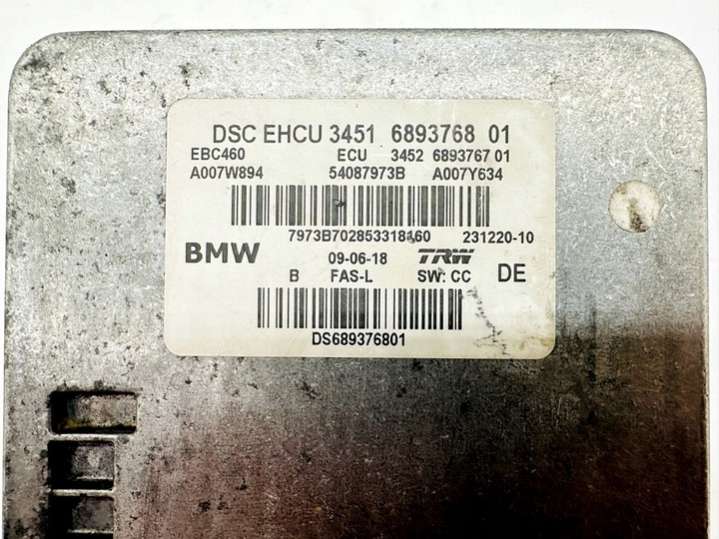 DSC EHCU 3451 6893768 01
EBC460 ECU 3452 6893767 01
A007W894 54087973B A007Y634
7973B702853318160 231220-10
BMW 09-06-18 TRW
B FAS-L SW: CC DE
DS689376801